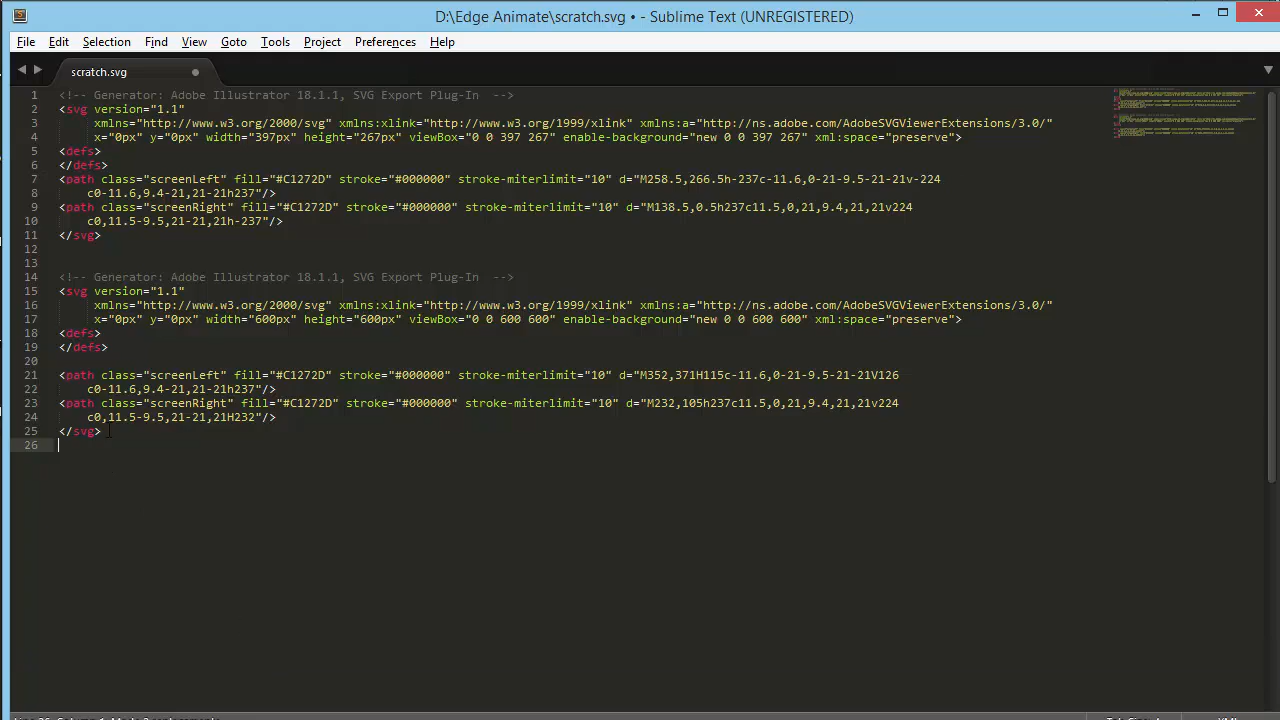 D:\Edge Animate\scratch.svg • - Sublime Text (UNREGISTERED)
File Edit Selection Find View Goto Tools Project Preferences Help
scratch.svg
1 <!-- Generator: Adobe Illustrator 18.1.1, SVG Export Plug-In  -->
2 <svg version="1.1"
3 xmlns="http://www.w3.org/2000/svg" xmlns:xlink="http://www.w3.org/1999/xlink" xmlns:a="http://ns.adobe.com/AdobeSVGViewerExtensions/3.0/"
4 x="0px" y="0px" width="397px" height="267px" viewBox="0 0 397 267" enable-background="new 0 0 397 267" xml:space="preserve">
5 <defs>
6 </defs>
7 <path class="screenLeft" fill="#C1272D" stroke="#000000" stroke-miterlimit="10" d="M258.5,266.5h-237c-11.6,0-21-9.5-21-21v-224
8 c0-11.6,9.4-21,21-21h237"/>
9 <path class="screenRight" fill="#C1272D" stroke="#000000" stroke-miterlimit="10" d="M138.5,0.5h237c11.5,0,21,9.4,21,21v224
10 c0,11.5-9.5,21-21,21h-237"/>
11 </svg>
12
13
14 <!-- Generator: Adobe Illustrator 18.1.1, SVG Export Plug-In  -->
15 <svg version="1.1"
16 xmlns="http://www.w3.org/2000/svg" xmlns:xlink="http://www.w3.org/1999/xlink" xmlns:a="http://ns.adobe.com/AdobeSVGViewerExtensions/3.0/"
17 x="0px" y="0px" width="600px" height="600px" viewBox="0 0 600 600" enable-background="new 0 0 600 600" xml:space="preserve">
18 <defs>
19 </defs>
20
21 <path class="screenLeft" fill="#C1272D" stroke="#000000" stroke-miterlimit="10" d="M352,371H115c-11.6,0-21-9.5-21-21V126
22 c0-11.6,9.4-21,21-21h237"/>
23 <path class="screenRight" fill="#C1272D" stroke="#000000" stroke-miterlimit="10" d="M232,105h237c11.5,0,21,9.4,21,21v224
24 c0,11.5-9.5,21-21,21H232"/>
25 </svg>
26